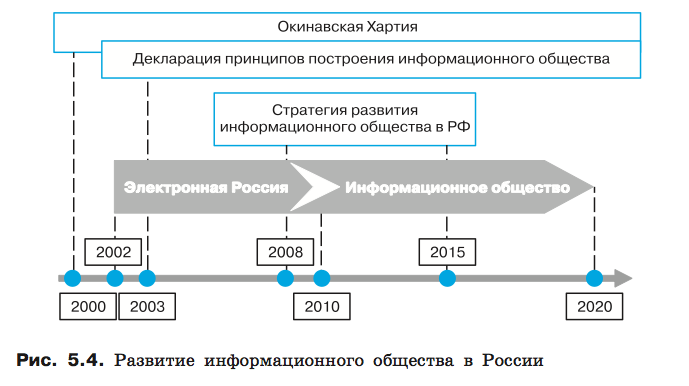 Окинавская Хартия
Декларация принципов построения информационного общества
Стратегия развития
информационного общества в РФ
Электронная Россия
Информационное общество
2002
2008
2015
2000
2003
2010
2020
Рис. 5.4. Развитие информационного общества в России